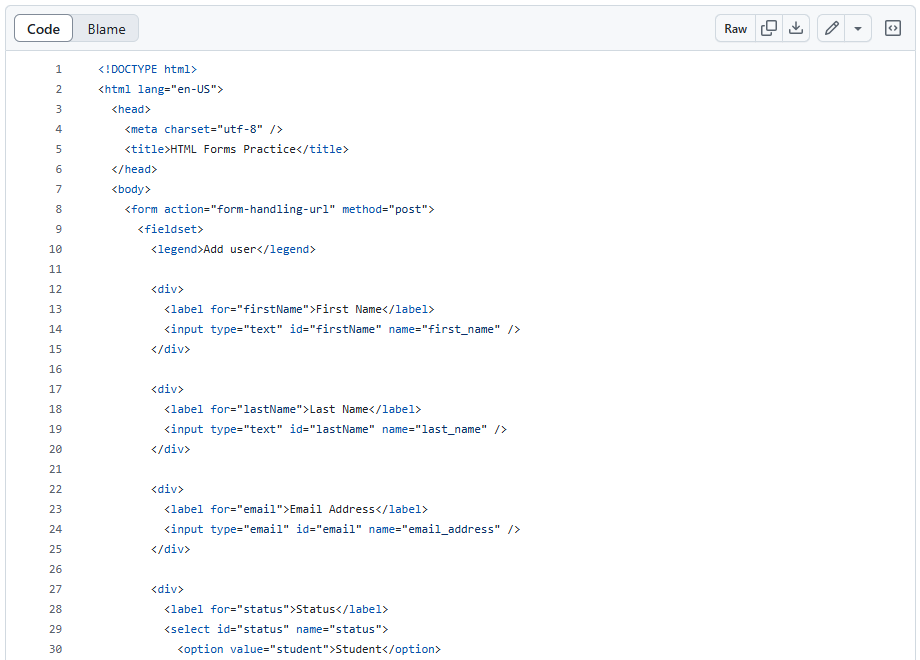 Code Blame Raw
1 <!DOCTYPE html>
2 <html lang="en-US">
3 <head>
4 <meta charset="utf-8" />
5 <title>HTML Forms Practice</title>
6 </head>
7 <body>
8 <form action="form-handling-url" method="post">
9 <fieldset>
10 <legend>Add user</legend>
11
12 <div>
13 <label for="firstName">First Name</label>
14 <input type="text" id="firstName" name="first_name" />
15 </div>
16
17 <div>
18 <label for="lastName">Last Name</label>
19 <input type="text" id="lastName" name="last_name" />
20 </div>
21
22 <div>
23 <label for="email">Email Address</label>
24 <input type="email" id="email" name="email_address" />
25 </div>
26
27 <div>
28 <label for="status">Status</label>
29 <select id="status" name="status">
30 <option value="student">Student</option>